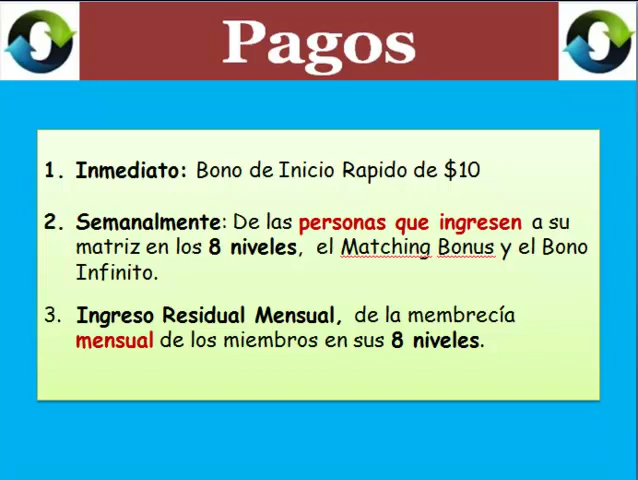 S Pagos S
1. Inmediato: Bono de Inicio Rapido de $10
2. Semanalmente: De las personas que ingresen a su
matriz en los 8 niveles, el Matching Bonus y el Bono
Infinito.
3. Ingreso Residual Mensual, de la membrecía
mensual de los miembros en sus 8 niveles.